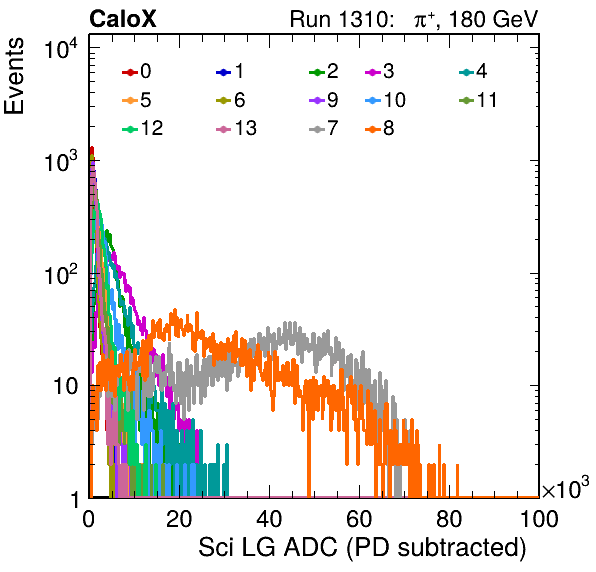 CaloX Run 1310: π⁺, 180 GeV
Events
10⁴
0 1 2 3 4
5 6 9 10 11
12 13 7 8
10³
10²
10
1
0 20 40 60 80 100
×10³
Sci LG ADC (PD subtracted)